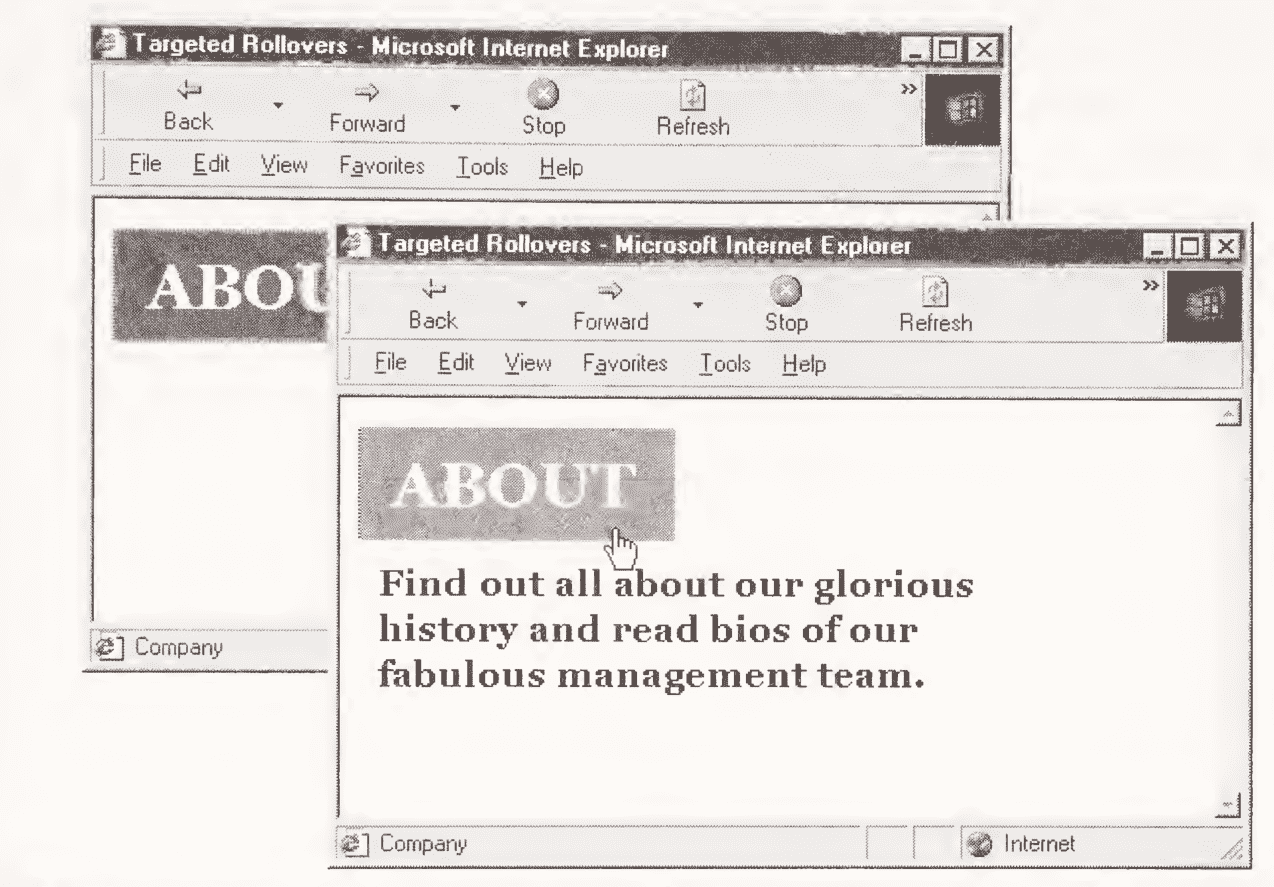 Targeted Rollovers - Microsoft Internet Explorer
Back Forward Stop Refresh »
File Edit View Favorites Tools Help
ABOU
Company
Targeted Rollovers - Microsoft Internet Explorer
Back Forward Stop Refresh »
File Edit View Favorites Tools Help
ABOUT
Find out all about our glorious
history and read bios of our
fabulous management team.
Company Internet